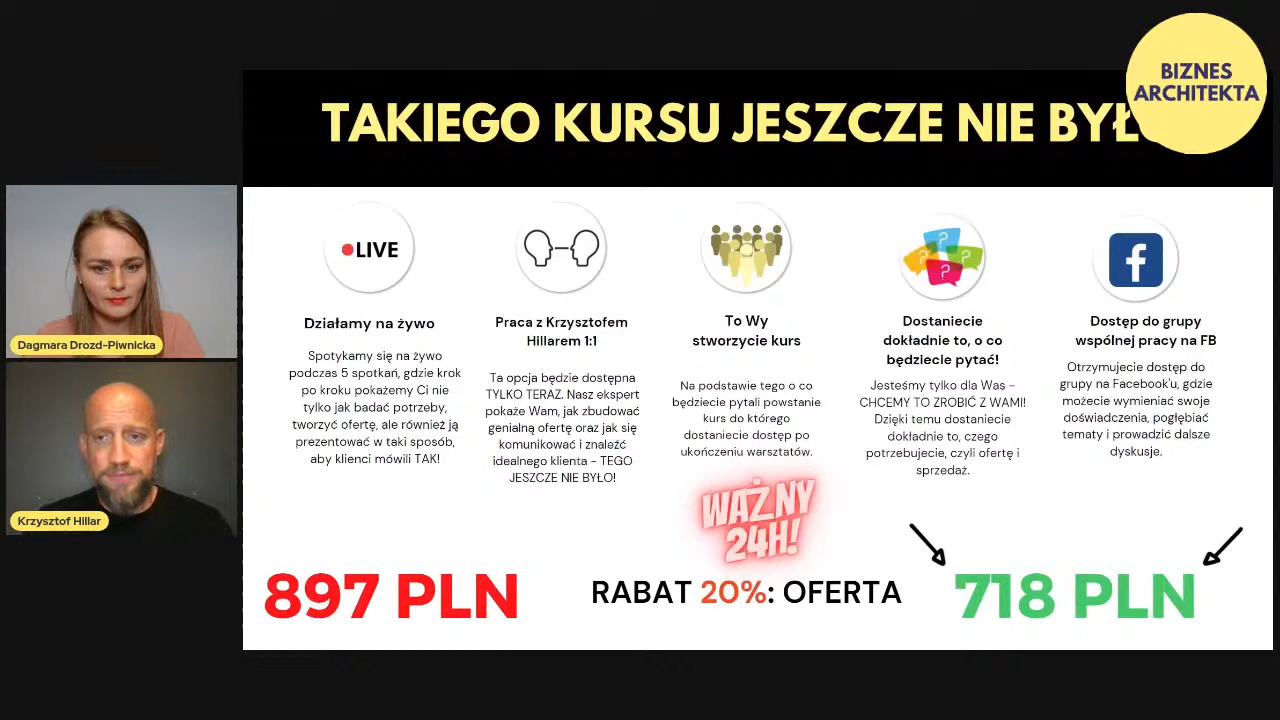 BIZNES
ARCHITEKTA
TAKIEGO KURSU JESZCZE NIE BYŁ
LIVE
Działamy na żywo
Spotykamy się na żywo
podczas 5 spotkań, gdzie krok
po kroku pokażemy Ci nie
tylko jak badać potrzeby,
tworzyć ofertę, ale również ją
prezentować w taki sposób,
aby klienci mówili TAK!
Praca z Krzysztofem
Hillarem 1:1
Ta opcja będzie dostępna
TYLKO TERAZ. Nasz ekspert
pokaże Wam, jak zbudować
genialną ofertę oraz jak się
komunikować i znaleźć
idealnego klienta - TEGO
JESZCZE NIE BYŁO!
To Wy
stworzycie kurs
Na podstawie tego o co
będziecie pytali powstanie
kurs do którego
dostaniecie dostęp po
ukończeniu warsztatów.
? ? ? ?
Dostaniecie
dokładnie to, o co
będziecie pytać!
Jesteśmy tylko dla Was -
CHCEMY TO ZROBIĆ Z WAMI!
Dzięki temu dostaniecie
dokładnie to, czego
potrzebujecie, czyli ofertę i
sprzedaż.
f
Dostęp do grupy
wspólnej pracy na FB
Otrzymujecie dostęp do
grupy na Facebook'u, gdzie
możecie wymieniać swoje
doświadczenia, pogłębiać
tematy i prowadzić dalsze
dyskusje.
WAŻNY
24H!
897 PLN
RABAT 20%: OFERTA
718 PLN
Dagmara Drozd-Piwnicka
Krzysztof Hillar